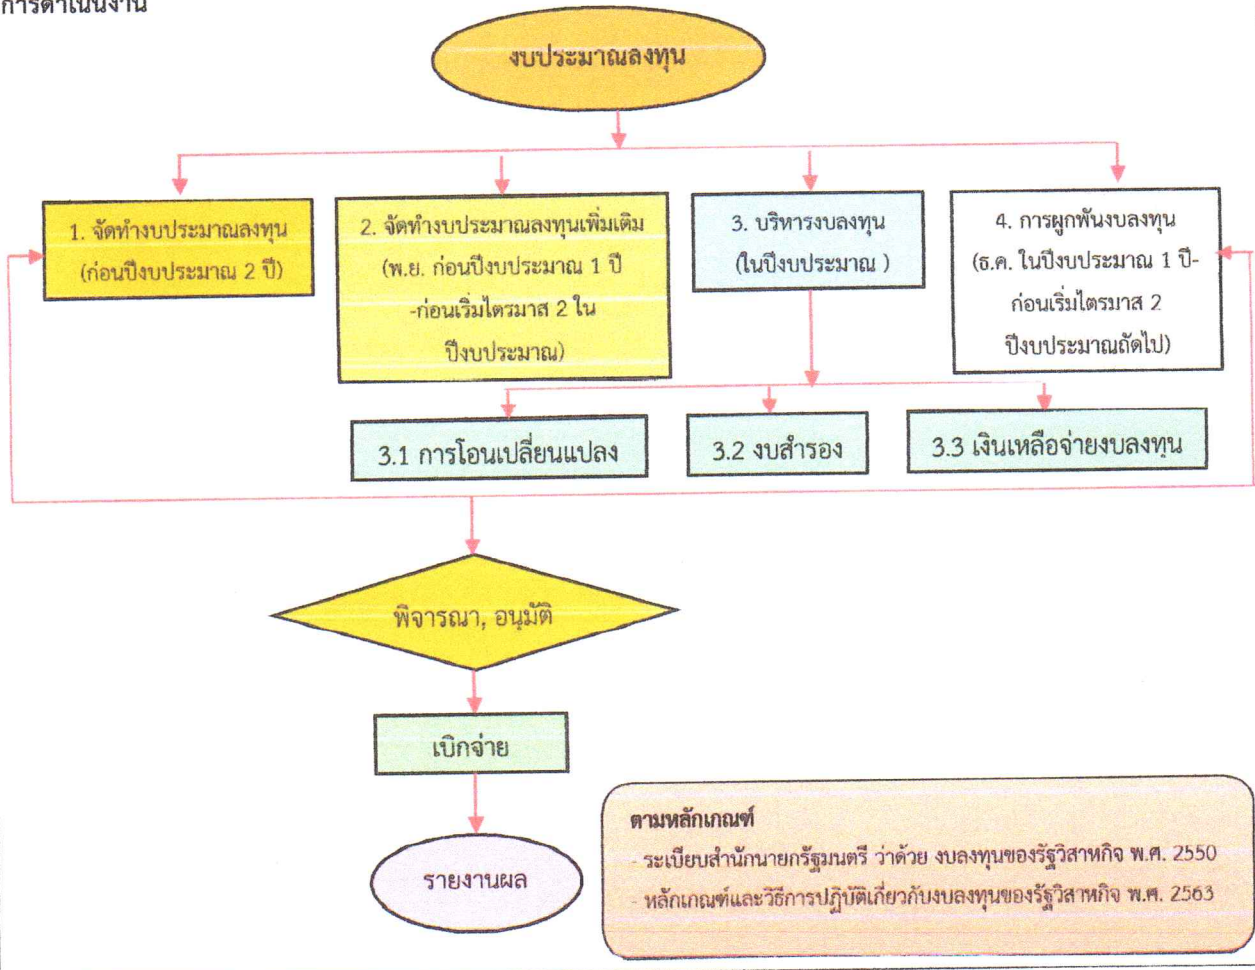 การดำเนินงาน
งบประมาณลงทุน
1. จัดทำงบประมาณลงทุน
(ก่อนปีงบประมาณ 2 ปี)
2. จัดทำงบประมาณลงทุนเพิ่มเติม
(พ.ย. ก่อนปีงบประมาณ 1 ปี
-ก่อนเริ่มไตรมาส 2 ใน
ปีงบประมาณ)
3. บริหารงบลงทุน
(ในปีงบประมาณ )
4. การผูกพันงบลงทุน
(ธ.ค. ในปีงบประมาณ 1 ปี-
ก่อนเริ่มไตรมาส 2
ปีงบประมาณถัดไป)
3.1 การโอนเปลี่ยนแปลง
3.2 งบสำรอง
3.3 เงินเหลือจ่ายงบลงทุน
พิจารณา, อนุมัติ
เบิกจ่าย
รายงานผล
ตามหลักเกณฑ์
- ระเบียบสำนักนายกรัฐมนตรี ว่าด้วย งบลงทุนของรัฐวิสาหกิจ พ.ศ. 2550
- หลักเกณฑ์และวิธีการปฏิบัติเกี่ยวกับงบลงทุนของรัฐวิสาหกิจ พ.ศ. 2563